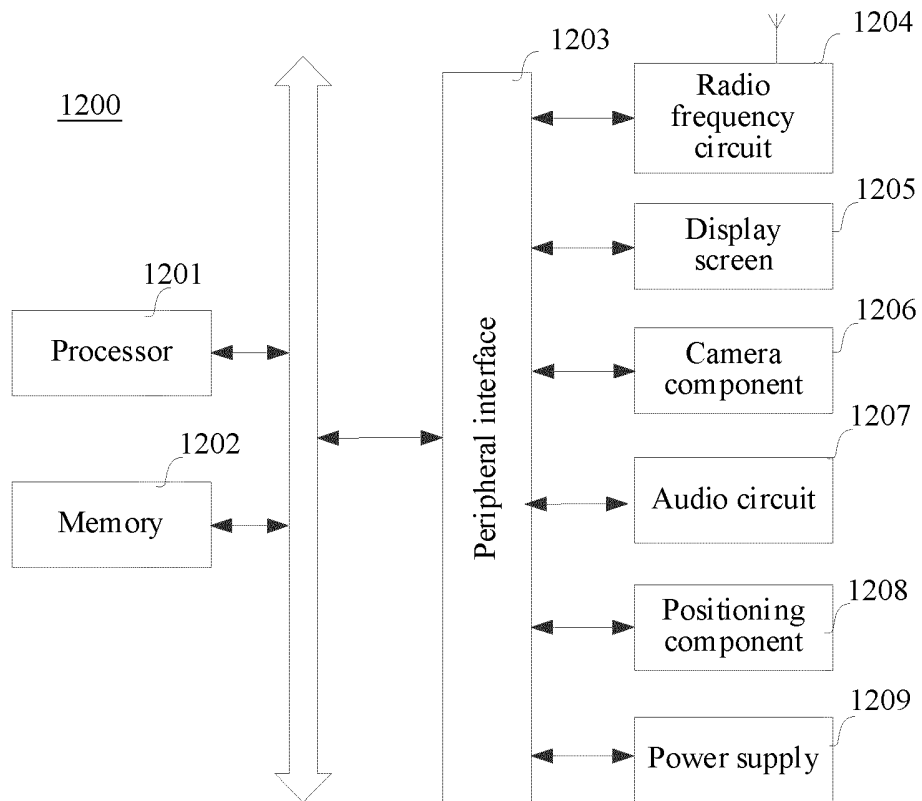 1200
1201
Processor
1202
Memory
1203
Peripheral interface
1204
Radio
frequency
circuit
1205
Display
screen
1206
Camera
component
1207
Audio circuit
1208
Positioning
component
1209
Power supply